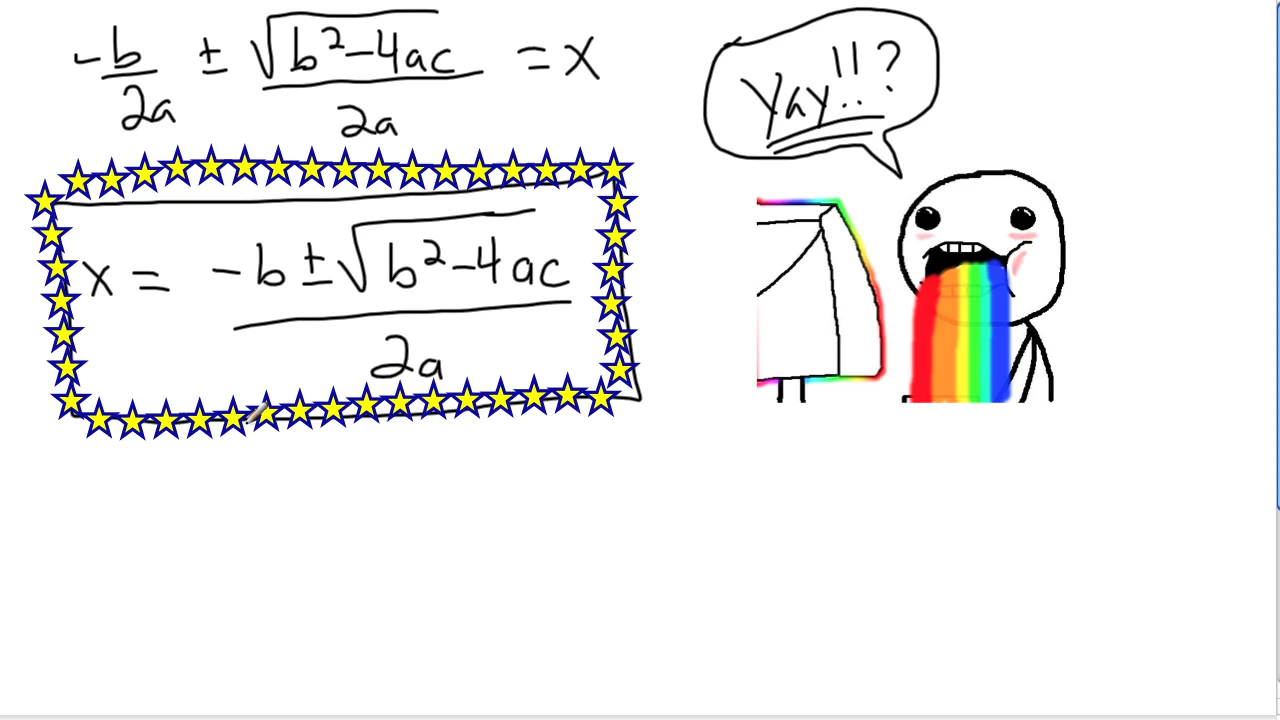 -b/2a ± √(b²-4ac)/2a = x
Yay!!?
x = (-b ± √(b²-4ac))/2a